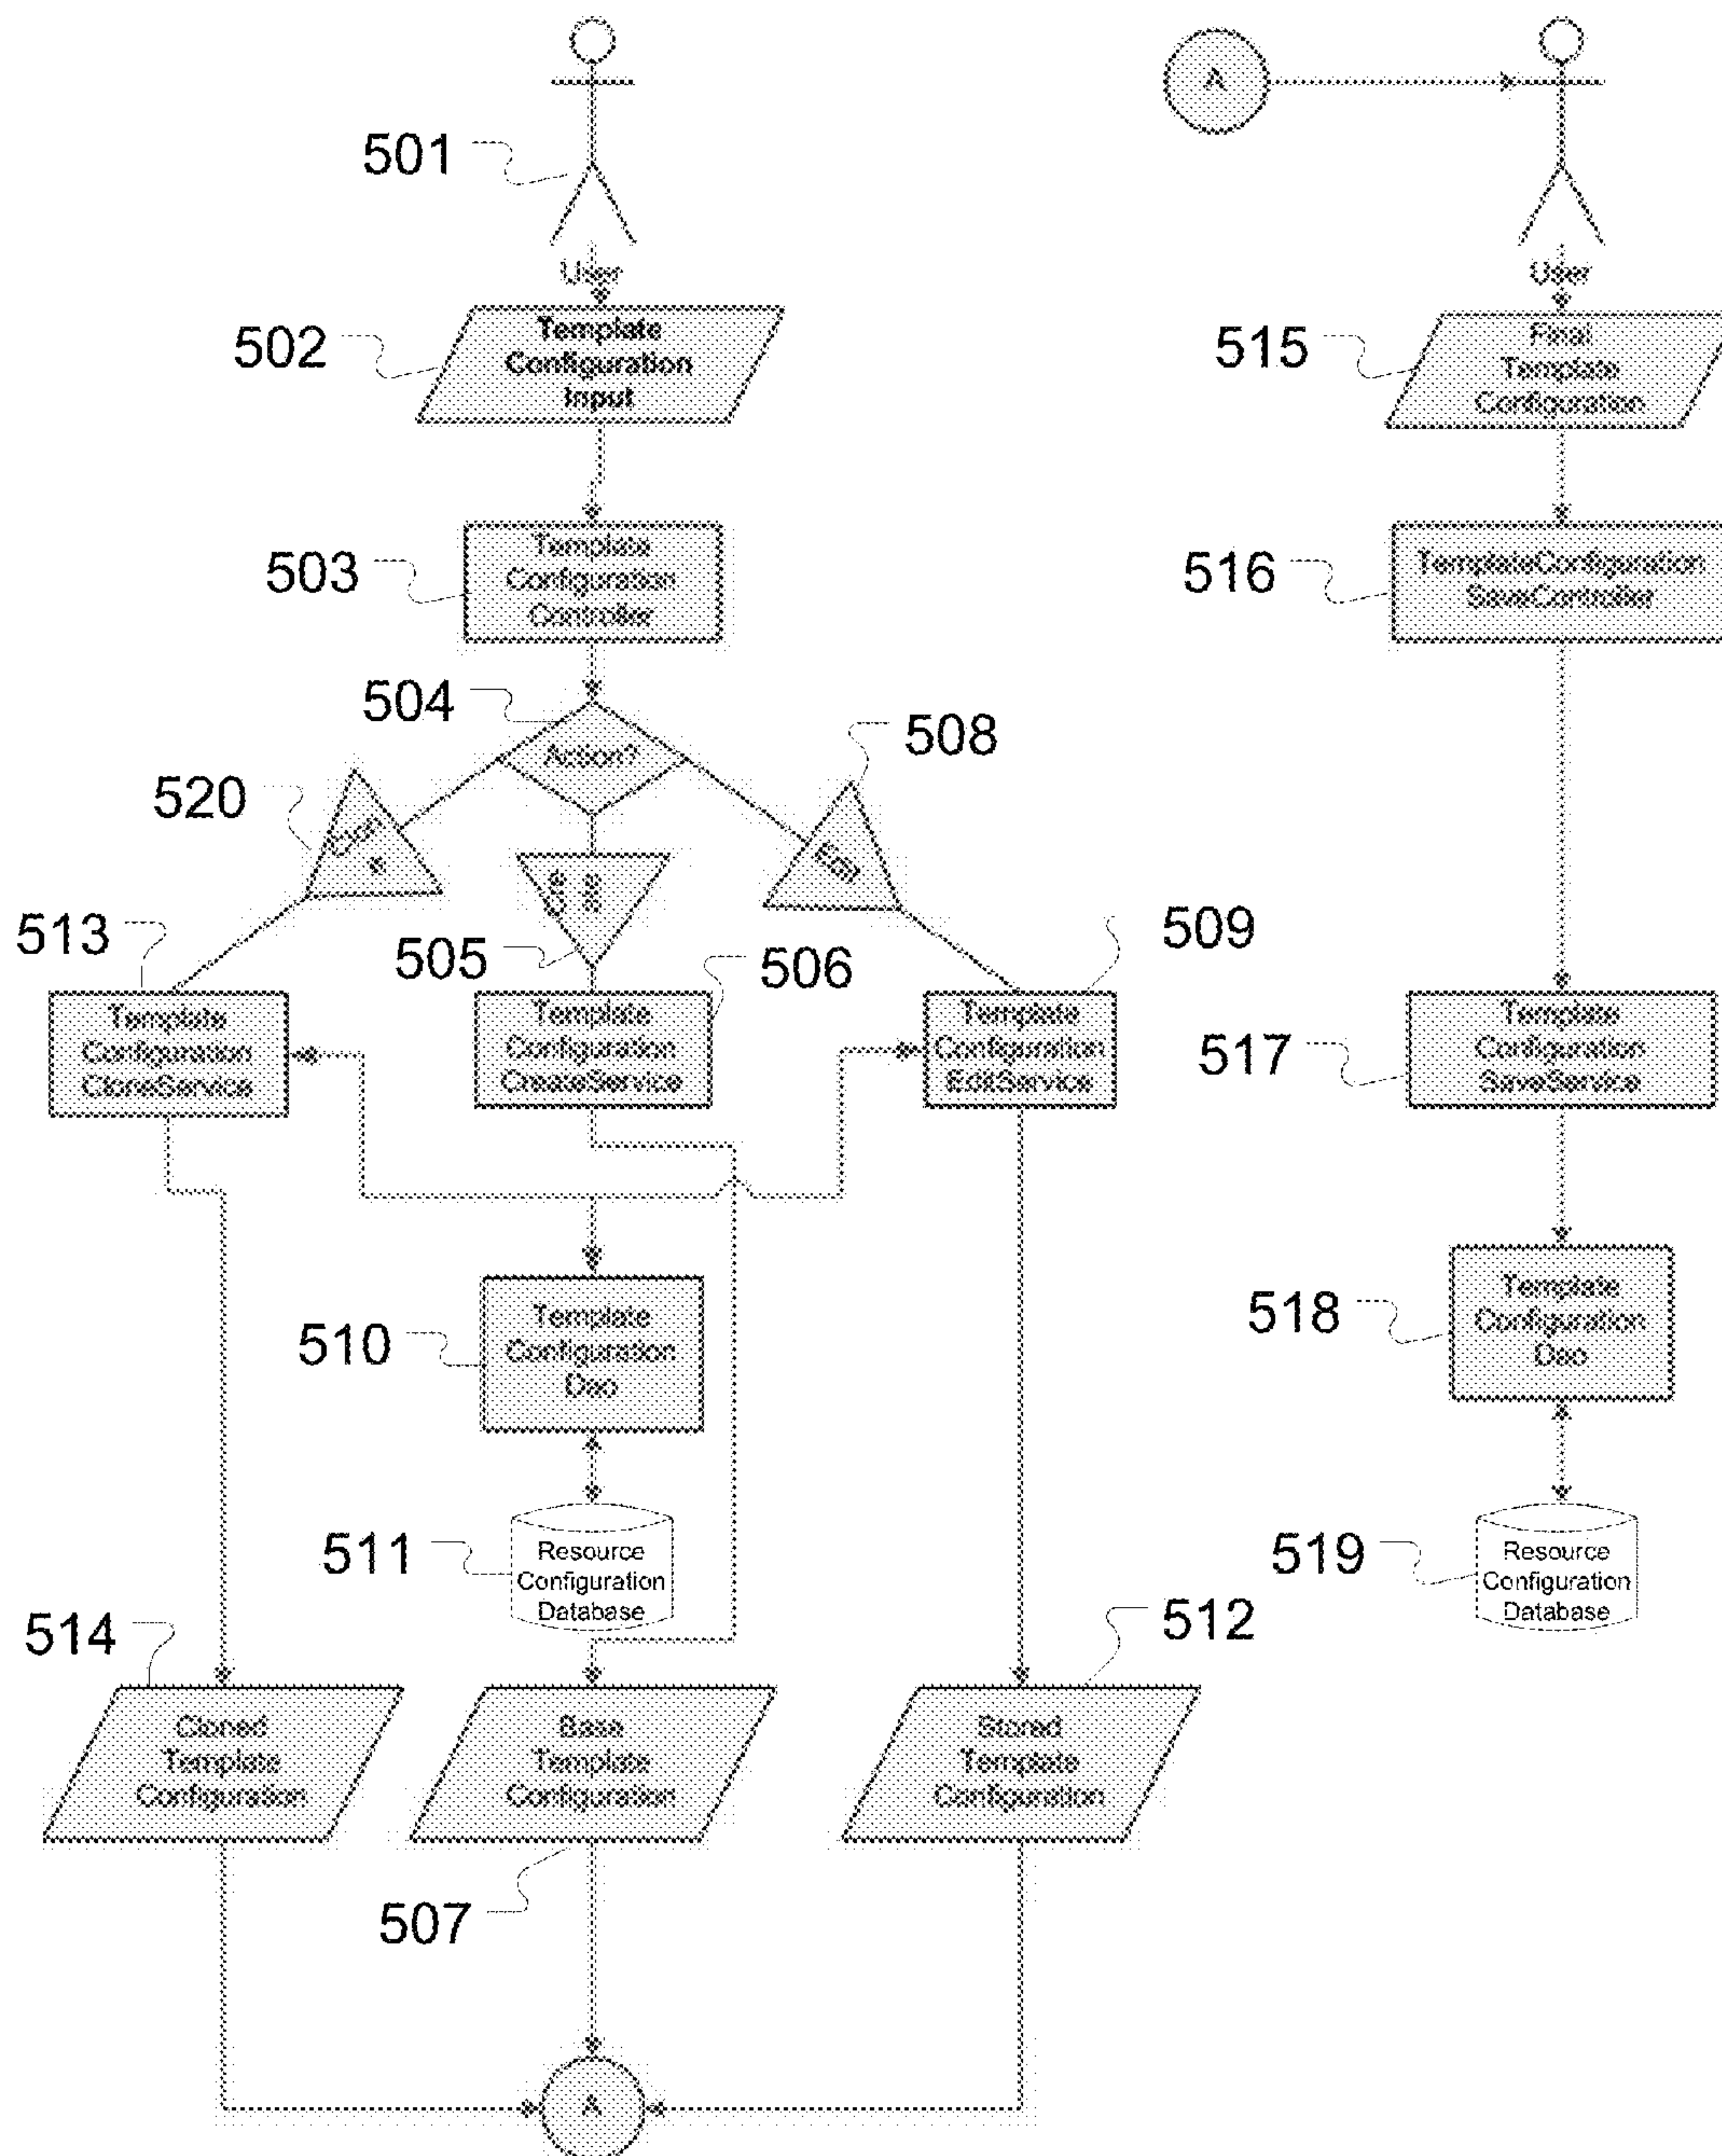 A
501
User
User
502
Template
Configuration
Input
515
Final
Template
Configuration
503
Template
Configuration
Controller
516
TemplateConfiguration
SaveController
504
Action?
508
520
Edit
505
513
506
509
Template
Configuration
CloneService
Template
Configuration
CreateService
Template
Configuration
EditService
517
Template
Configuration
SaveService
510
Template
Configuration
Dao
518
Template
Configuration
Dao
511
Resource
Configuration
Database
519
Resource
Configuration
Database
514
512
Cloned
Template
Configuration
Base
Template
Configuration
Stored
Template
Configuration
507
A